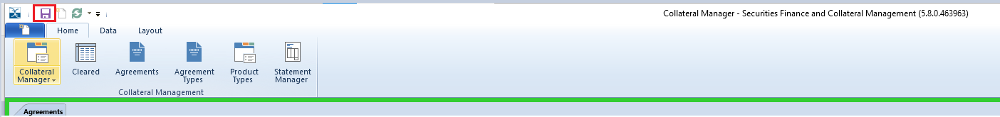 Collateral Manager - Securities Finance and Collateral Management (5.8.0.463963)
Home Data Layout
Collateral Manager
Cleared
Agreements
Agreement Types
Product Types
Statement Manager
Collateral Management
Agreements